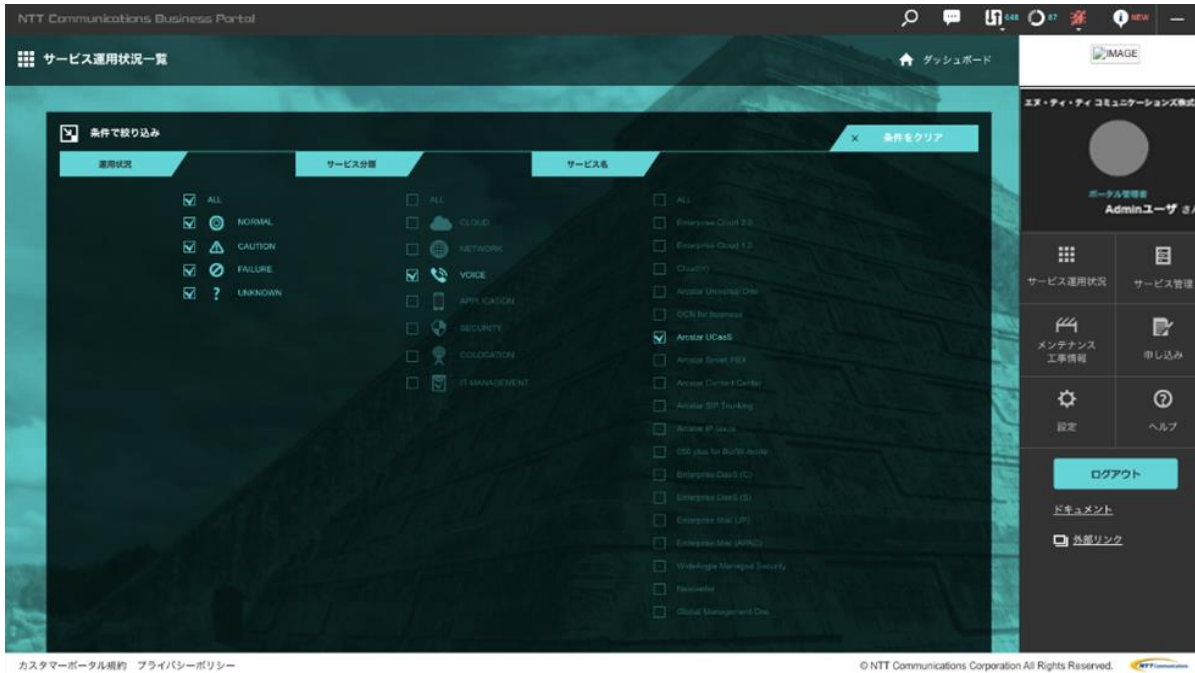 NTT Communications Business Portal
648
87
NEW
サービス運用状況一覧
ダッシュボード
IMAGE
エヌ・ティ・ティ コミュニケーションズ株式
条件で絞り込み
× 条件をクリア
運用状況
サービス分類
サービス名
ALL
NORMAL
CAUTION
FAILURE
UNKNOWN
ALL
CLOUD
NETWORK
VOICE
APPLICATION
SECURITY
COLOCATION
IT MANAGEMENT
ALL
Enterprise Cloud 2.0
Enterprise Cloud 1.0
Cloud(n)
Arcstar Universal One
OCN for business
Arcstar UCaaS
Arcstar Smart PBX
Arcstar Contact Center
Arcstar SIP Trunking
Arcstar IP Voice
050 plus for Biz/W-mode
Enterprise DaaS (C)
Enterprise DaaS (S)
Enterprise Mail (JP)
Enterprise Mail (APAC)
WideAngle Managed Security
Nexcenter
Global Management One
ポータル管理者
Adminユーザ さん
サービス運用状況
サービス管理
メンテナンス
工事情報
申し込み
設定
ヘルプ
ログアウト
ドキュメント
外部リンク
カスタマーポータル規約 プライバシーポリシー
© NTT Communications Corporation All Rights Reserved.
NTT Communications